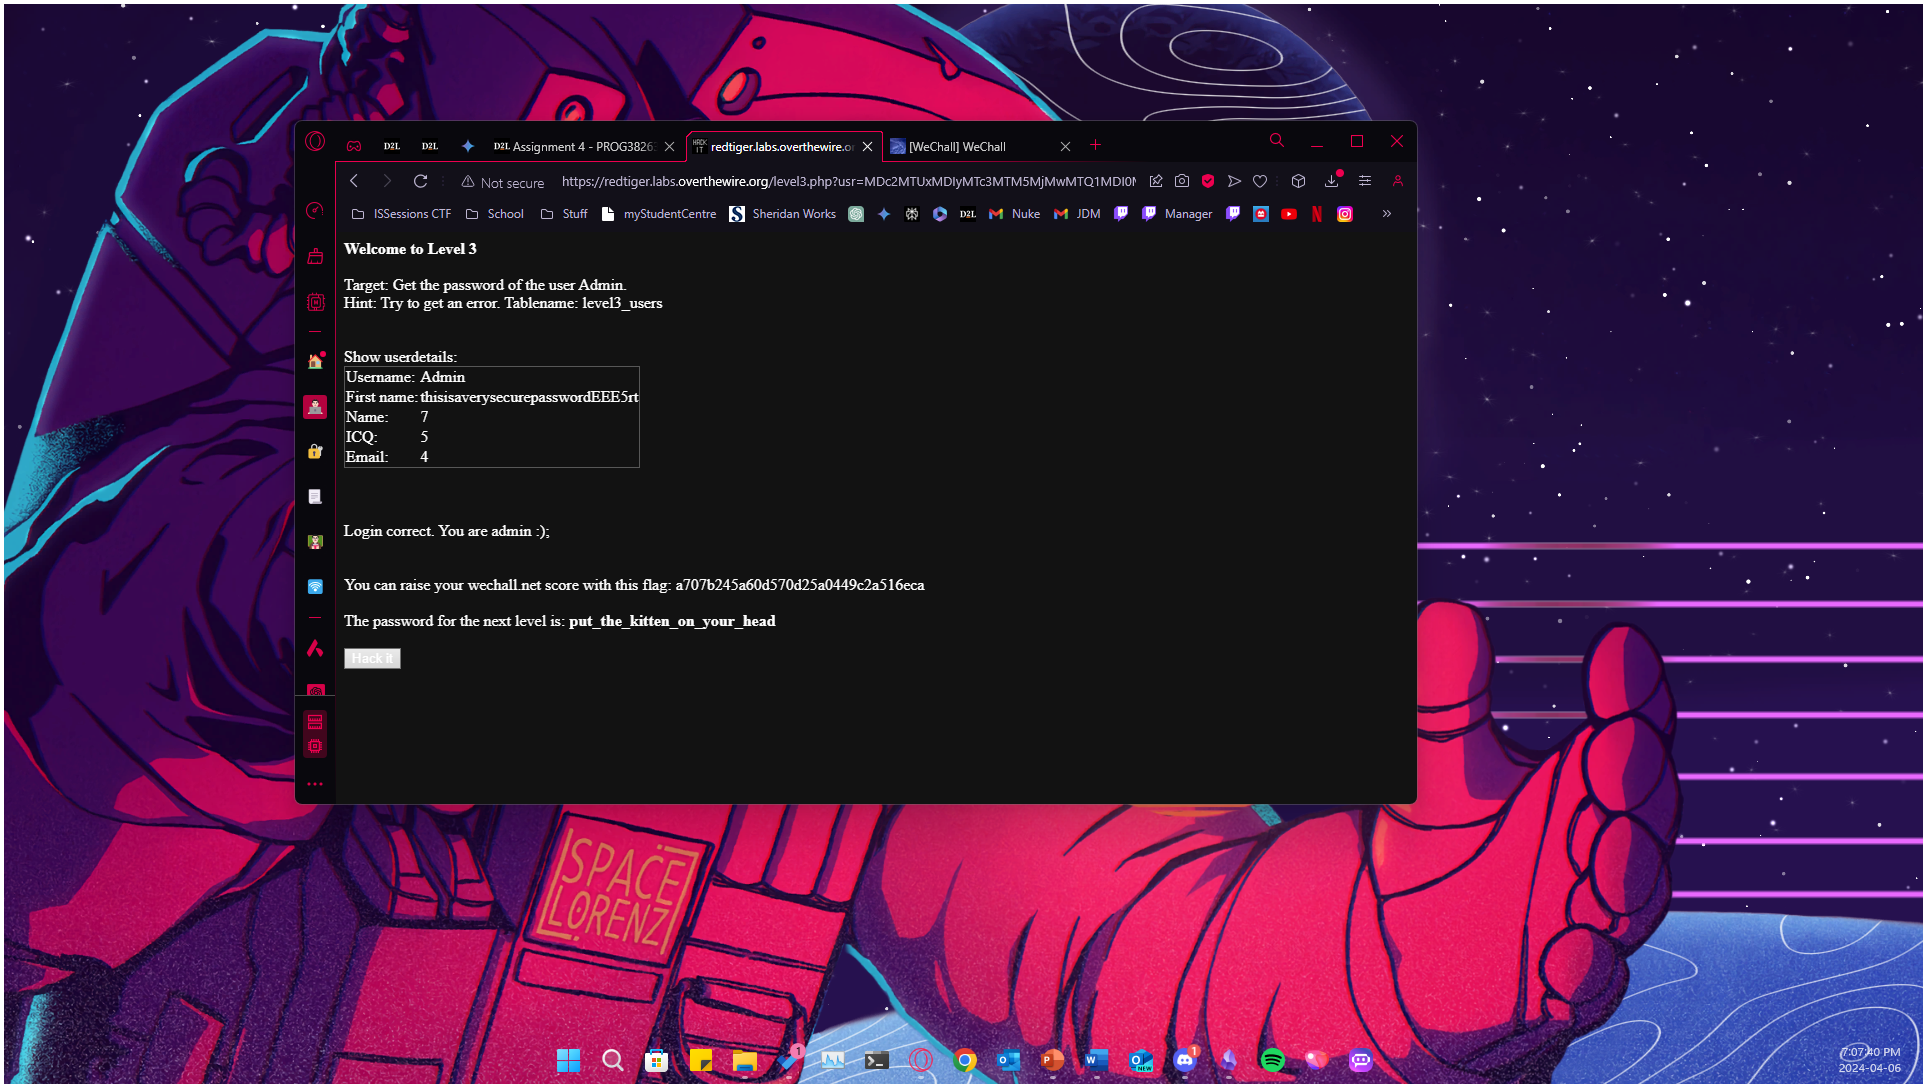 D2L
D2L
D2L Assignment 4 - PROG3826
redtiger.labs.overthewire.o
[WeChall] WeChall
Not secure
https://redtiger.labs.overthewire.org/level3.php?usr=MDc2MTUxMDIyMTc3MTM5MjMwMTQ1MDI0
ISSessions CTF
School
Stuff
myStudentCentre
S Sheridan Works
D2L
Nuke
JDM
Manager
»
Welcome to Level 3
Target: Get the password of the user Admin.
Hint: Try to get an error. Tablename: level3_users
Show userdetails:
Username: Admin
First name: thisisaverysecurepasswordEEE5rt
Name: 7
ICQ: 5
Email: 4
Login correct. You are admin :);
You can raise your wechall.net score with this flag: a707b245a60d570d25a0449c2a516eca
The password for the next level is: put_the_kitten_on_your_head
Hack it
SPACE
LORENZ
1
NEW
1
7:07:40 PM
2024-04-06